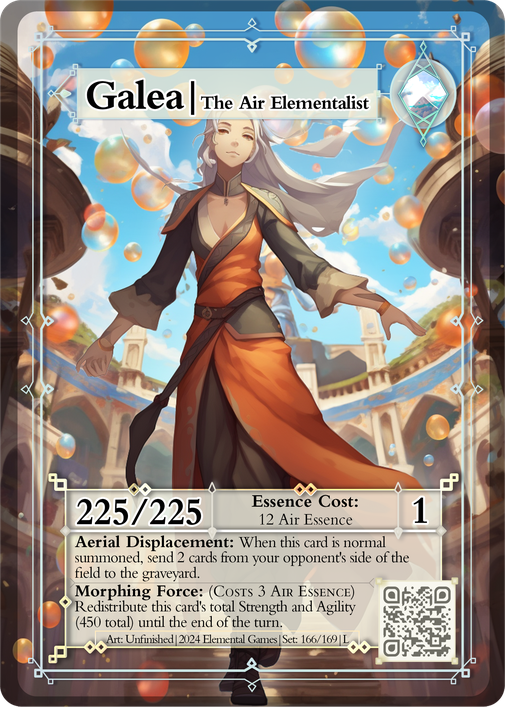 Galea| The Air Elementalist
225/225
Essence Cost:
12 Air Essence
1
Aerial Displacement: When this card is normal
summoned, send 2 cards from your opponent's side of the
field to the graveyard.
Morphing Force: (Costs 3 Air Essence)
Redistribute this card's total Strength and Agility
(450 total) until the end of the turn.
Art: Unfinished|2024 Elemental Games|Set: 166/169|L